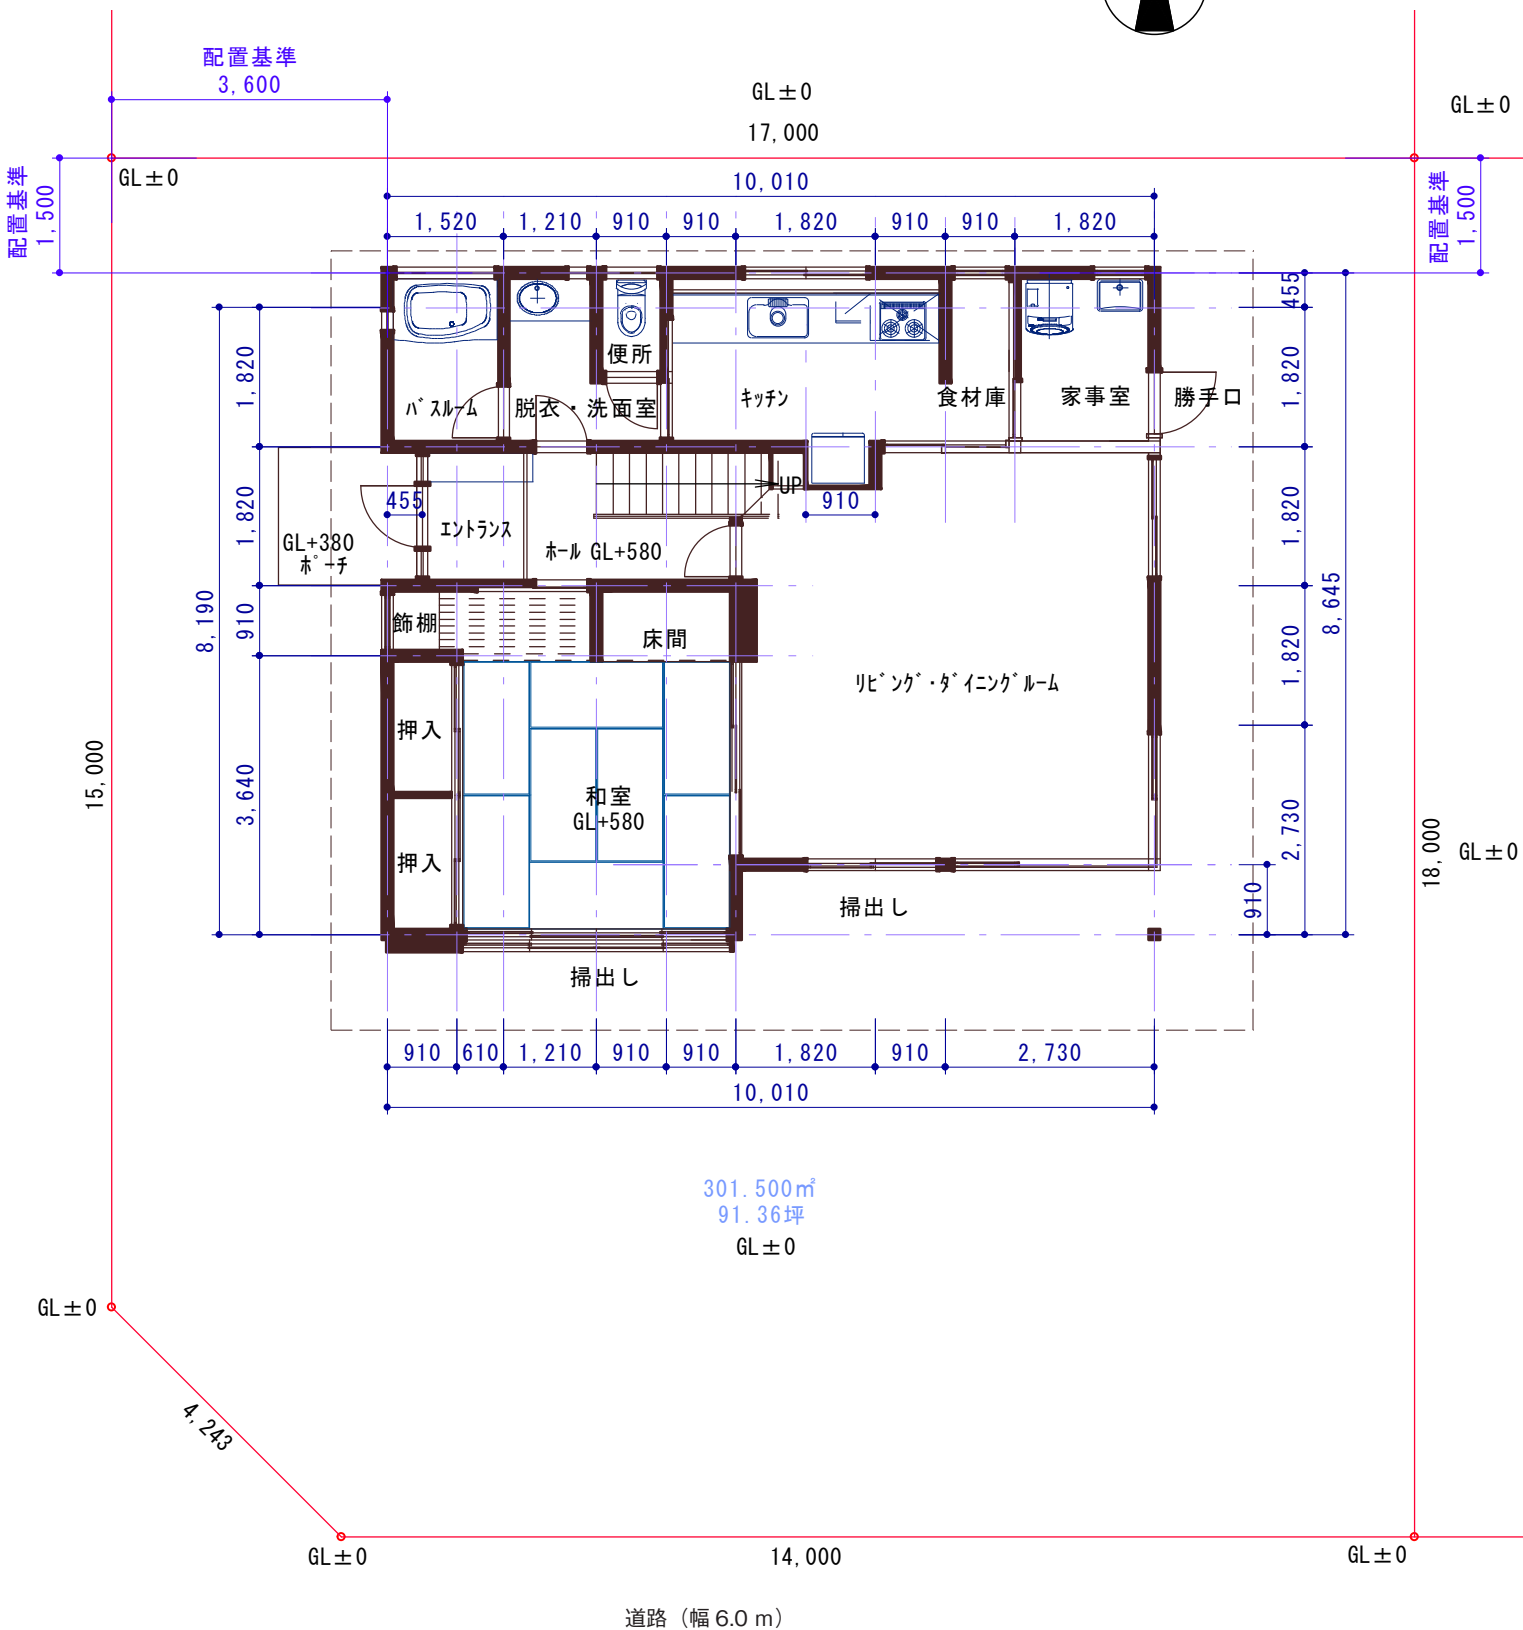 配置基準
3,600
GL±0
17,000
GL±0
GL±0
配置基準
1,500
配置基準
1,500
10,010
1,520
1,210
910
910
1,820
910
910
1,820
455
1,820
1,820
1,820
2,730
8,645
910
1,820
1,820
910
3,640
8,190
便所
バスルーム
脱衣・洗面室
キッチン
食材庫
家事室
勝手口
UP
455
910
エントランス
ホール GL+580
GL+380
ポーチ
飾棚
床間
リビング・ダイニングルーム
押入
和室
GL+580
押入
掃出し
掃出し
15,000
18,000
GL±0
910
610
1,210
910
910
1,820
910
2,730
10,010
301.500㎡
91.36坪
GL±0
GL±0
4,243
GL±0
14,000
GL±0
道路（幅 6.0 m）